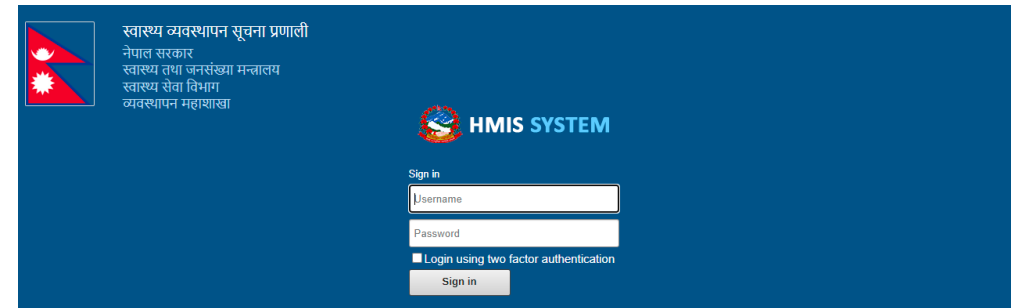 स्वास्थ्य व्यवस्थापन सूचना प्रणाली
नेपाल सरकार
स्वास्थ्य तथा जनसंख्या मन्त्रालय
स्वास्थ्य सेवा विभाग
व्यवस्थापन महाशाखा
HMIS SYSTEM
Sign in
Username
Password
Login using two factor authentication
Sign in